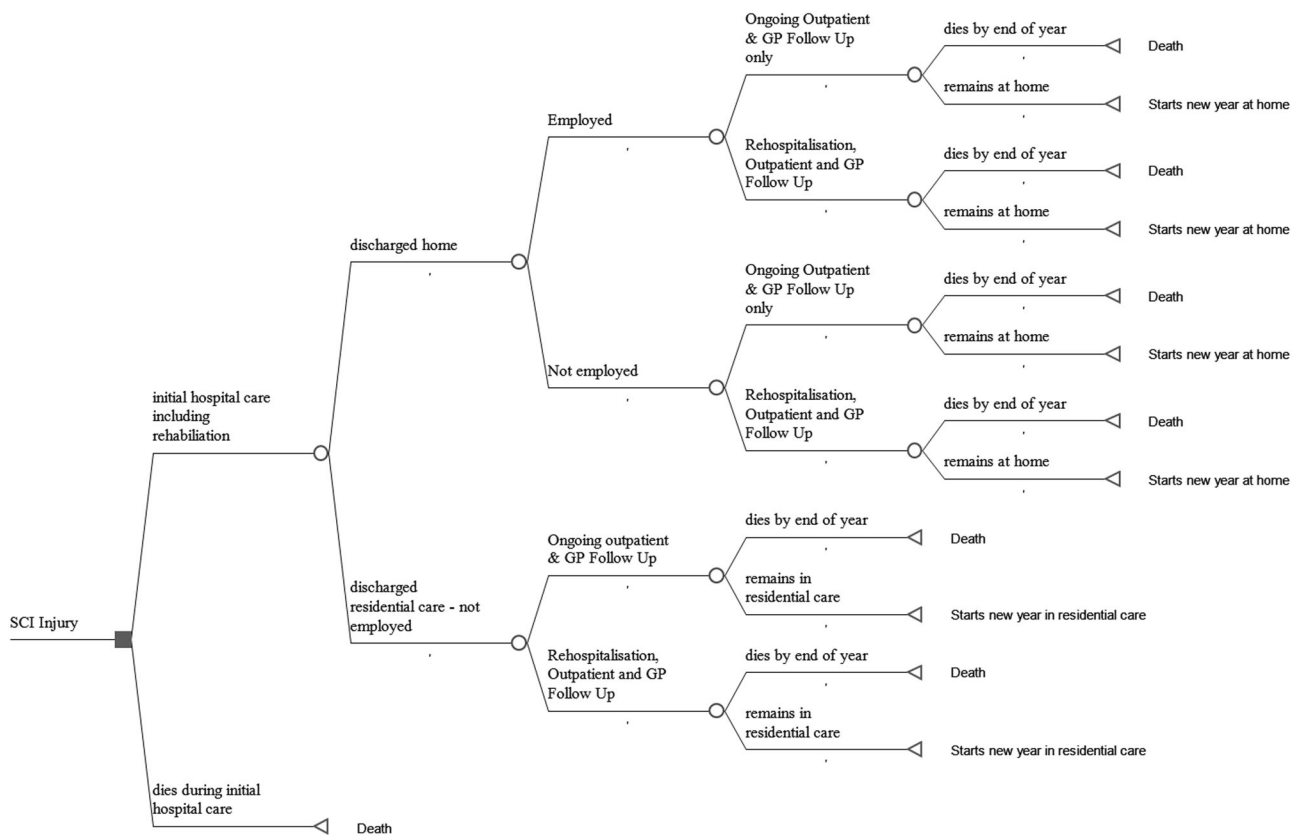 Ongoing Outpatient
& GP Follow Up
only
dies by end of year
Death
remains at home
Starts new year at home
Employed
Rehospitalisation,
Outpatient and GP
Follow Up
dies by end of year
Death
remains at home
Starts new year at home
discharged home
Ongoing Outpatient
& GP Follow Up
only
dies by end of year
Death
remains at home
Starts new year at home
Not employed
Rehospitalisation,
Outpatient and GP
Follow Up
dies by end of year
Death
remains at home
Starts new year at home
initial hospital care
including
rehabiliation
Ongoing outpatient
& GP Follow Up
dies by end of year
Death
remains in
residential care
Starts new year in residential care
discharged
residential care - not
employed
SCI Injury
Rehospitalisation,
Outpatient and GP
Follow Up
dies by end of year
Death
remains in
residential care
Starts new year in residential care
dies during initial
hospital care
Death